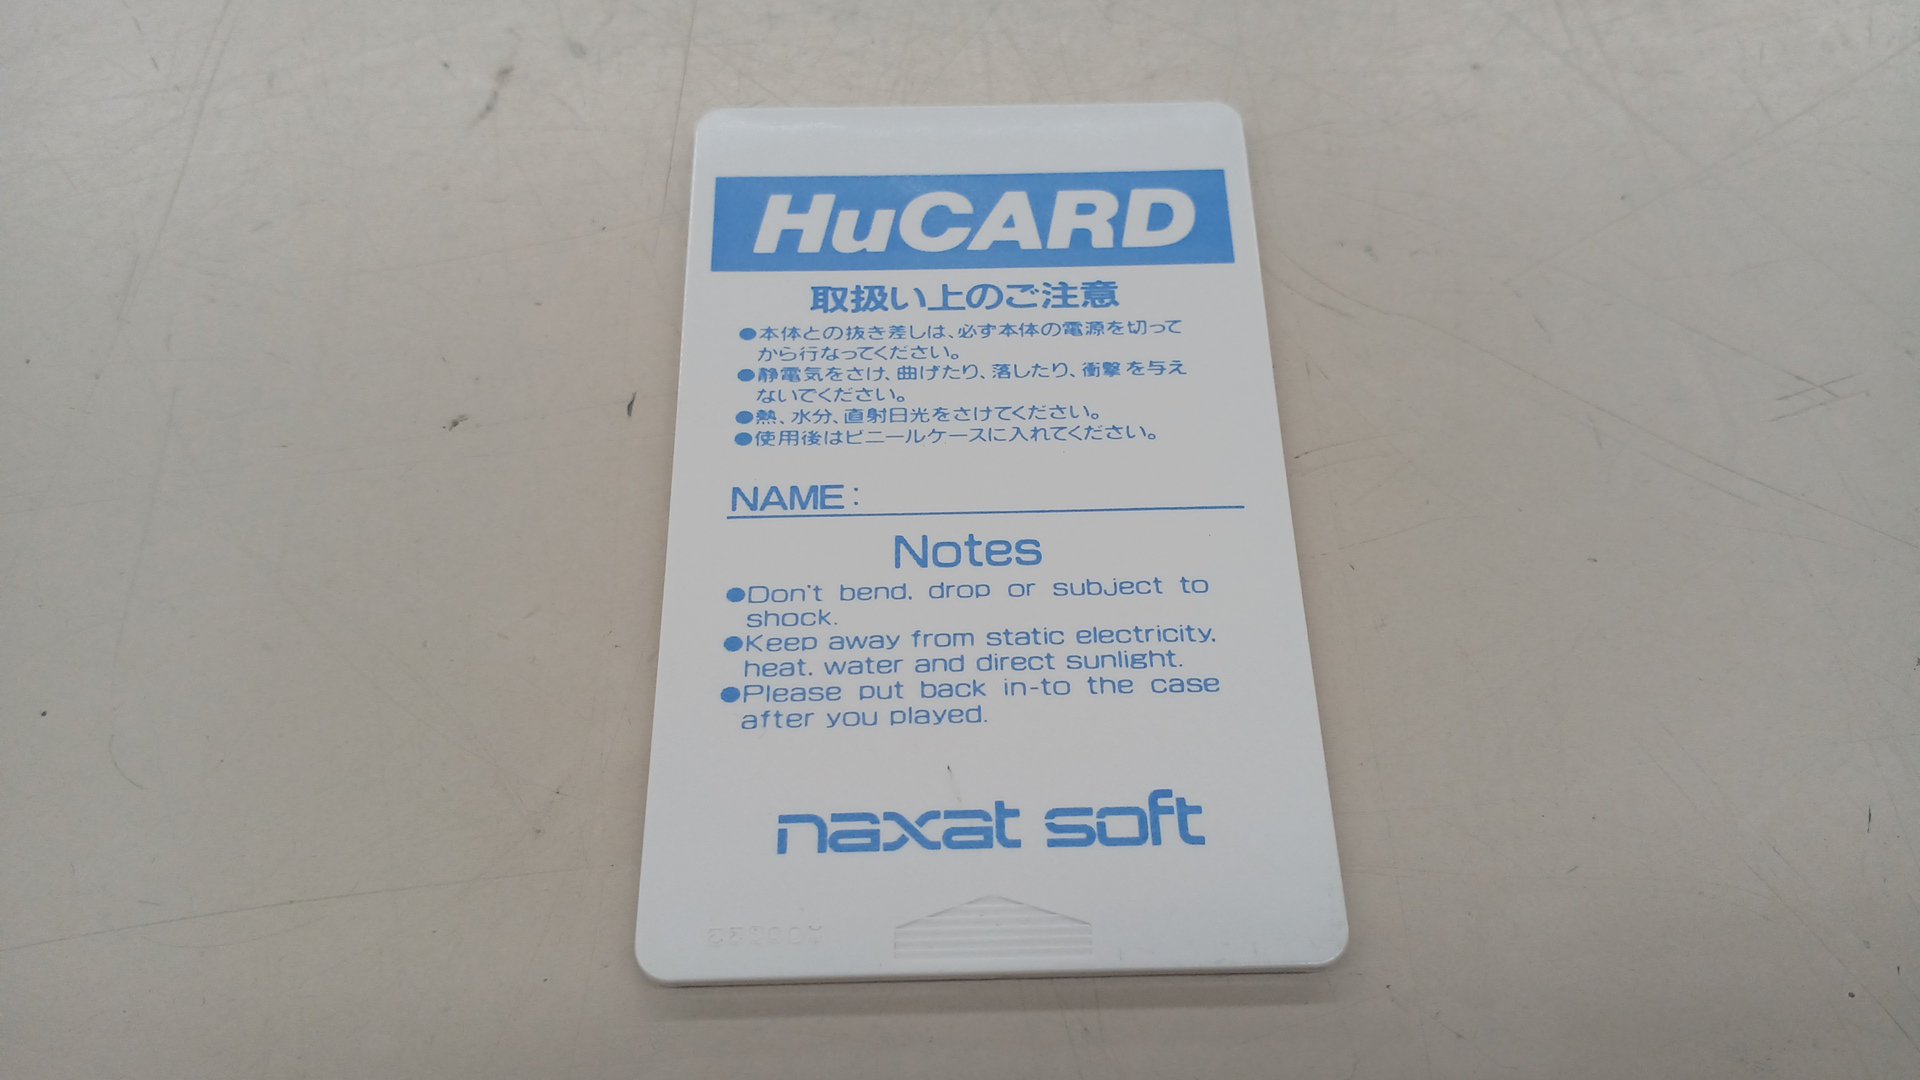 HuCARD
取扱い上のご注意
●本体との抜き差しは、必ず本体の電源を切って
から行なってください。
●静電気をさけ、曲げたり、落したり、衝撃を与え
ないでください。
●熱、水分、直射日光をさけてください。
●使用後はビニールケースに入れてください。
NAME:
Notes
●Don't bend, drop or subject to
shock.
●Keep away from static electricity,
heat, water and direct sunlight.
●Please put back in-to the case
after you played.
naxat soft